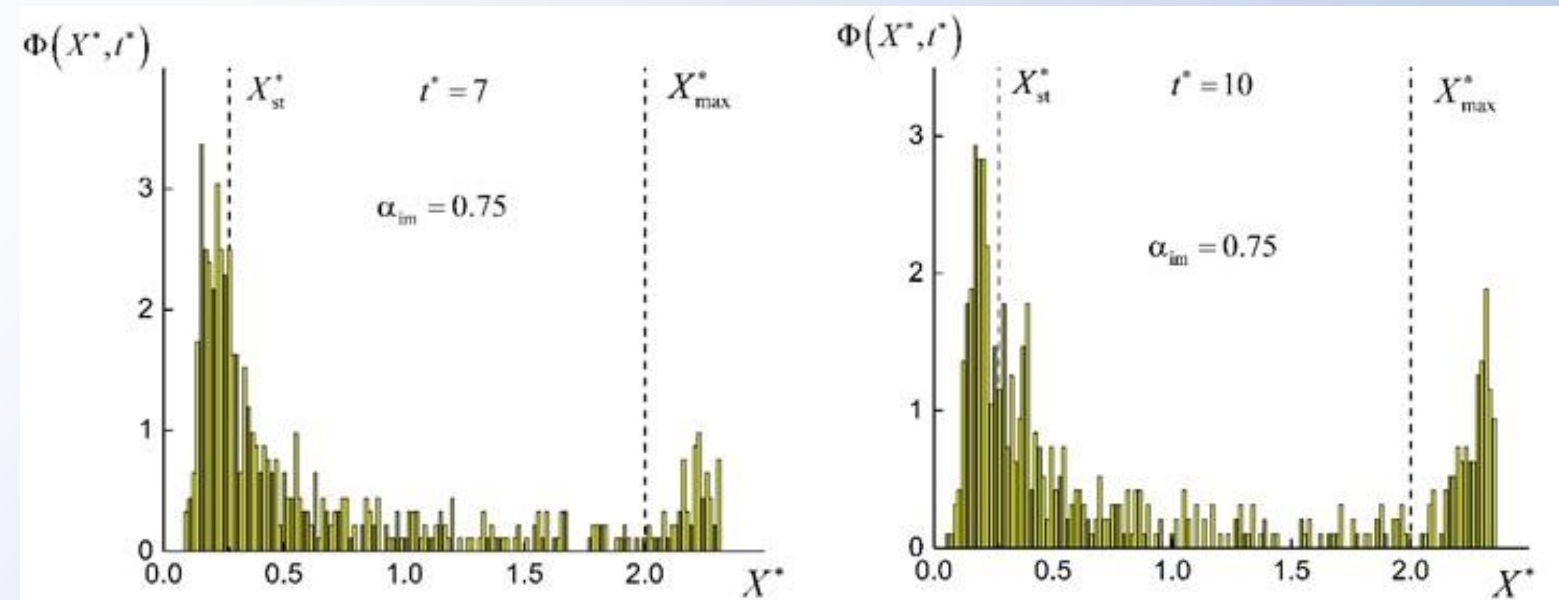 Φ(X*,t*)
X*st
t* = 7
X*max
αim = 0.75
3
2
1
0
0.0 0.5 1.0 1.5 2.0
X*
Φ(X*,t*)
X*st
t* = 10
X*max
αim = 0.75
3
2
1
0
0.0 0.5 1.0 1.5 2.0
X*